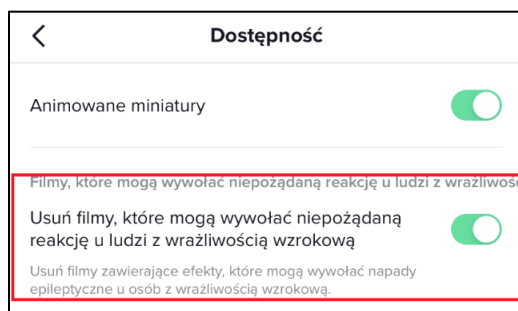 Dostępność
Animowane miniatury
Filmy, które mogą wywołać niepożądaną reakcję u ludzi z wrażliwoś
Usuń filmy, które mogą wywołać niepożądaną
reakcję u ludzi z wrażliwością wzrokową
Usuń filmy zawierające efekty, które mogą wywołać napady
epileptyczne u osób z wrażliwością wzrokową.